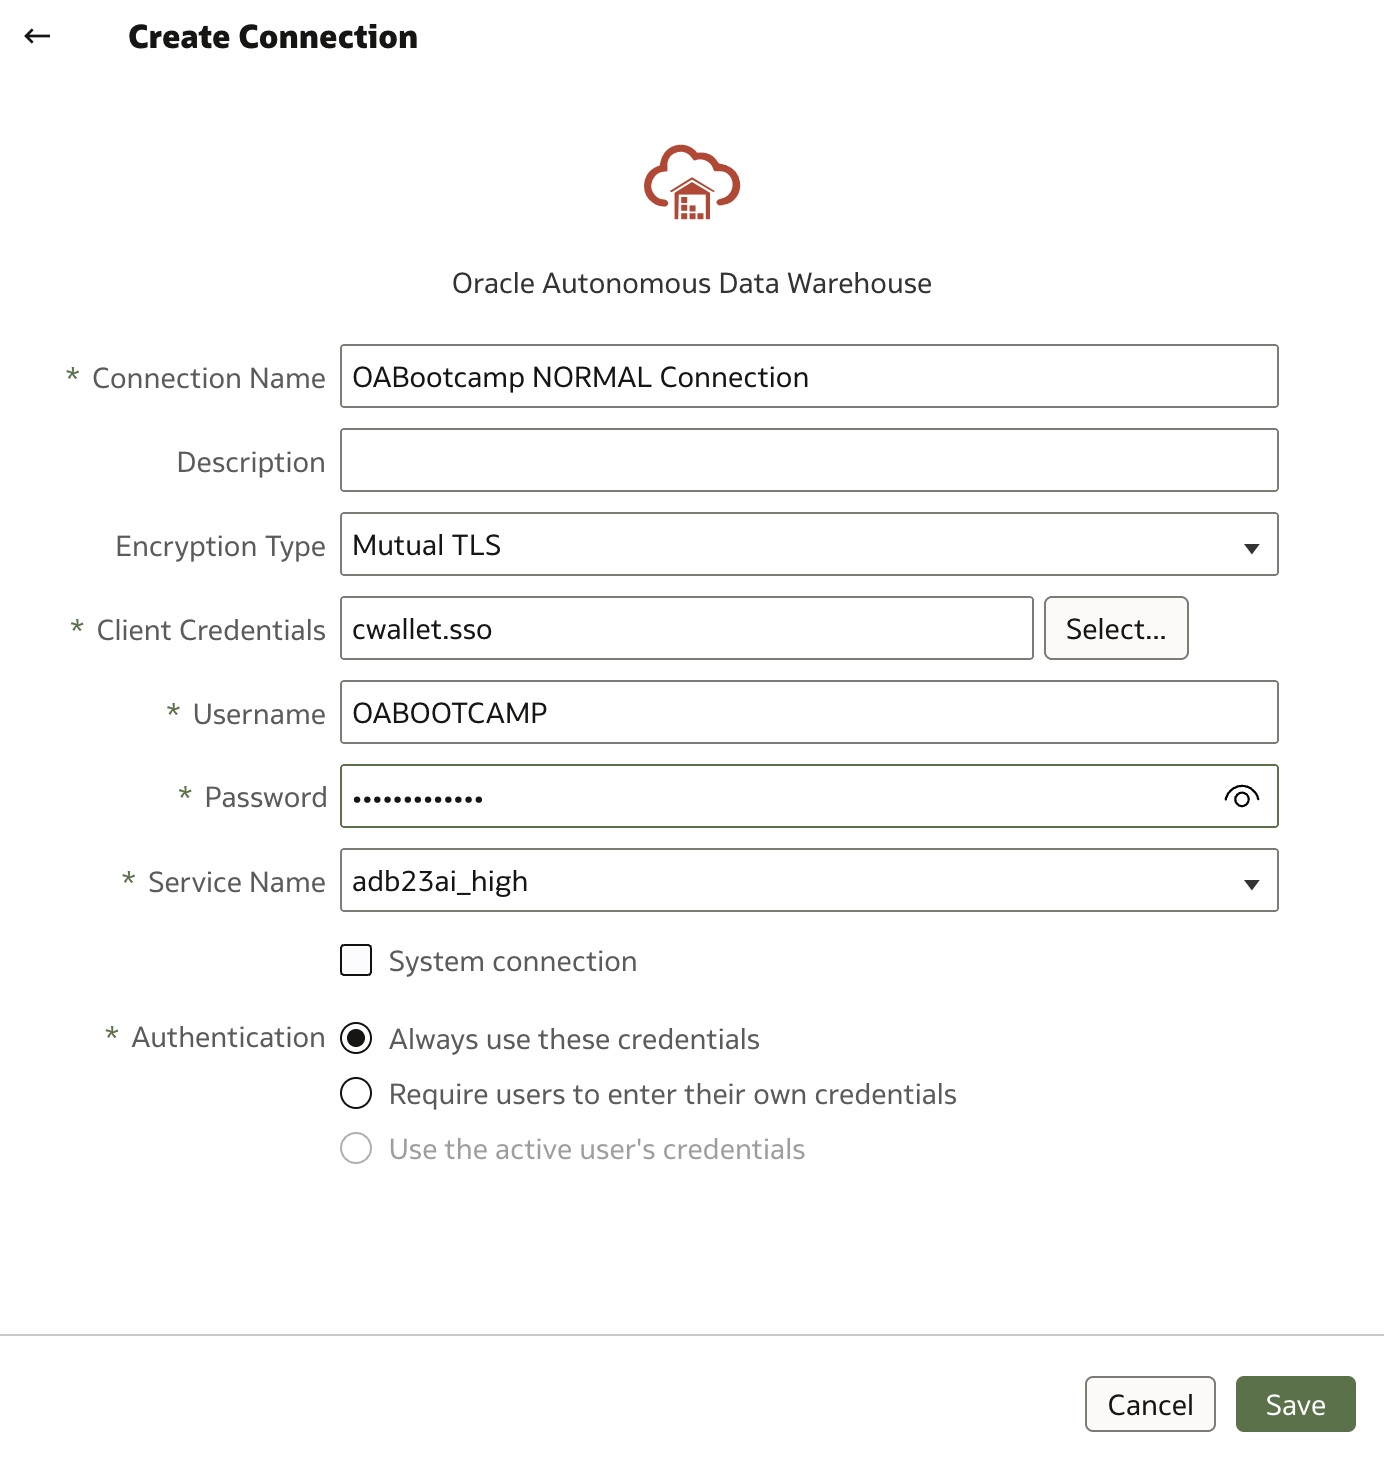 Create Connection
Oracle Autonomous Data Warehouse
* Connection Name OABootcamp NORMAL Connection
Description
Encryption Type Mutual TLS
* Client Credentials cwallet.sso Select...
* Username OABOOTCAMP
* Password •••••••••••••
* Service Name adb23ai_high
System connection
* Authentication Always use these credentials
Require users to enter their own credentials
Use the active user's credentials
Cancel Save